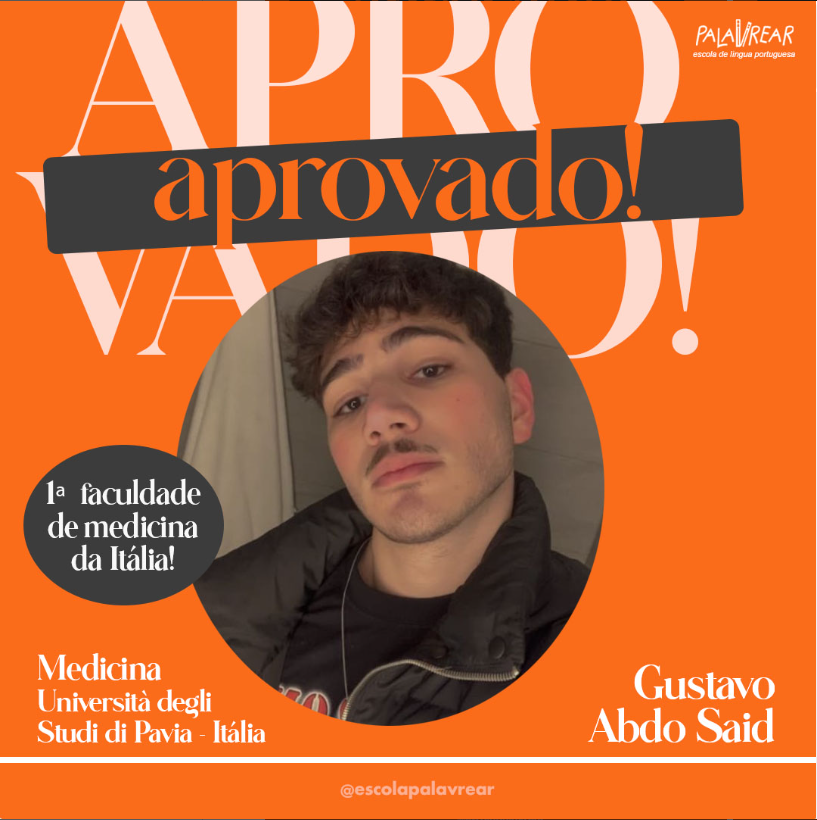 APRO
VADO!
aprovado!
PALAVREAR
escola de língua portuguesa
1ª faculdade
de medicina
da Itália!
Medicina
Università degli
Studi di Pavia - Itália
Gustavo
Abdo Said
@escolapalavrear